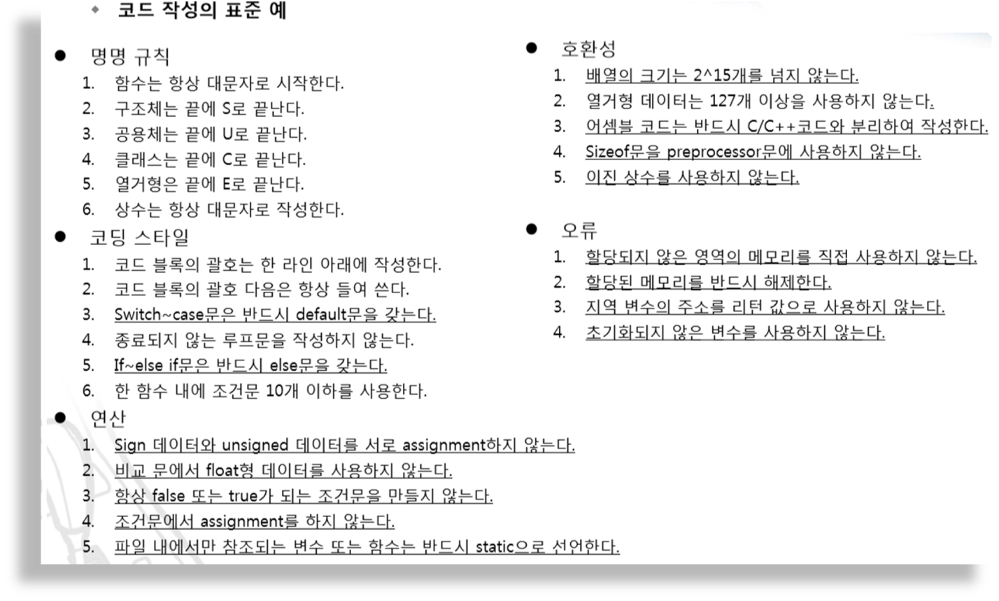 ◆ 코드 작성의 표준 예
● 명명 규칙
1. 함수는 항상 대문자로 시작한다.
2. 구조체는 끝에 S로 끝난다.
3. 공용체는 끝에 U로 끝난다.
4. 클래스는 끝에 C로 끝난다.
5. 열거형은 끝에 E로 끝난다.
6. 상수는 항상 대문자로 작성한다.
● 코딩 스타일
1. 코드 블록의 괄호는 한 라인 아래에 작성한다.
2. 코드 블록의 괄호 다음은 항상 들여 쓴다.
3. Switch~case문은 반드시 default문을 갖는다.
4. 종료되지 않는 루프문을 작성하지 않는다.
5. If~else if문은 반드시 else문을 갖는다.
6. 한 함수 내에 조건문 10개 이하를 사용한다.
● 연산
1. Sign 데이터와 unsigned 데이터를 서로 assignment하지 않는다.
2. 비교 문에서 float형 데이터를 사용하지 않는다.
3. 항상 false 또는 true가 되는 조건문을 만들지 않는다.
4. 조건문에서 assignment를 하지 않는다.
5. 파일 내에서만 참조되는 변수 또는 함수는 반드시 static으로 선언한다.
● 호환성
1. 배열의 크기는 2^15개를 넘지 않는다.
2. 열거형 데이터는 127개 이상을 사용하지 않는다.
3. 어셈블 코드는 반드시 C/C++코드와 분리하여 작성한다.
4. Sizeof문을 preprocessor문에 사용하지 않는다.
5. 이진 상수를 사용하지 않는다.
● 오류
1. 할당되지 않은 영역의 메모리를 직접 사용하지 않는다.
2. 할당된 메모리를 반드시 해제한다.
3. 지역 변수의 주소를 리턴 값으로 사용하지 않는다.
4. 초기화되지 않은 변수를 사용하지 않는다.